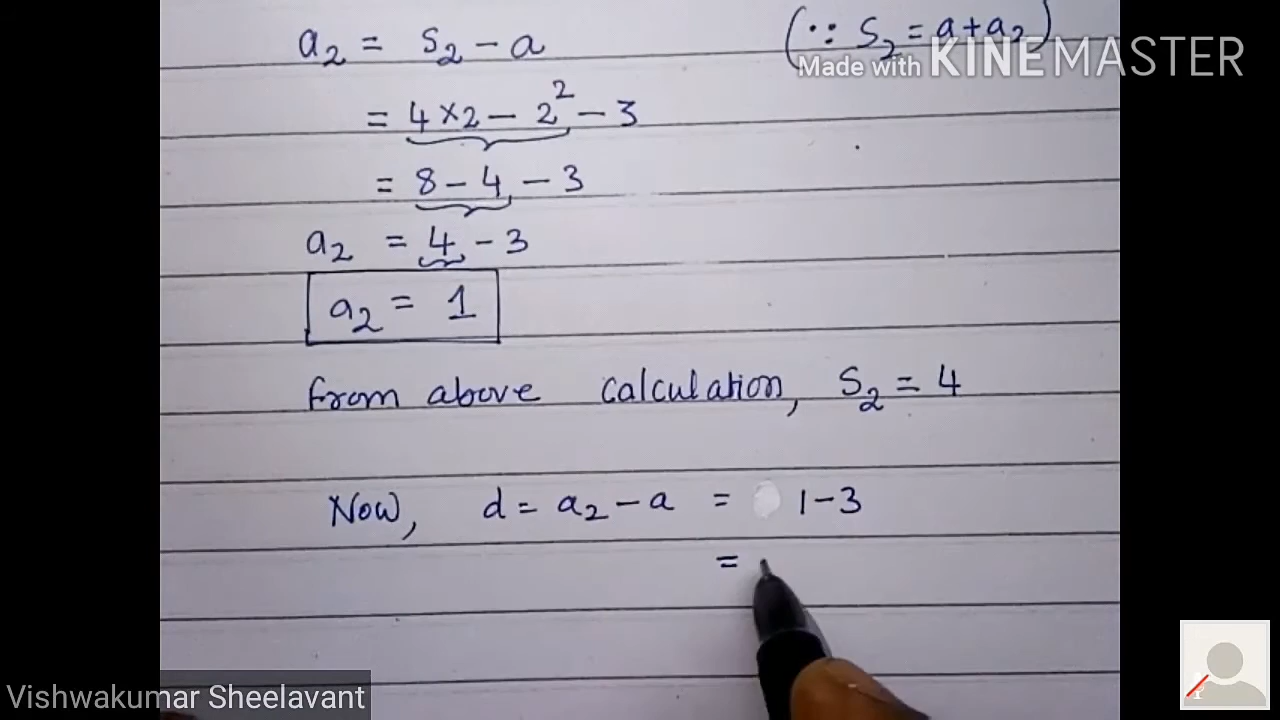 a₂ = S₂ − a (∵ S₂ = a + a₂)
Made with KINEMASTER
= 4 × 2 − 2² − 3
= 8 − 4 − 3
a₂ = 4 − 3
a₂ = 1
From above calculation, S₂ = 4
Now, d = a₂ − a = 1 − 3
=
Vishwakumar Sheelavant